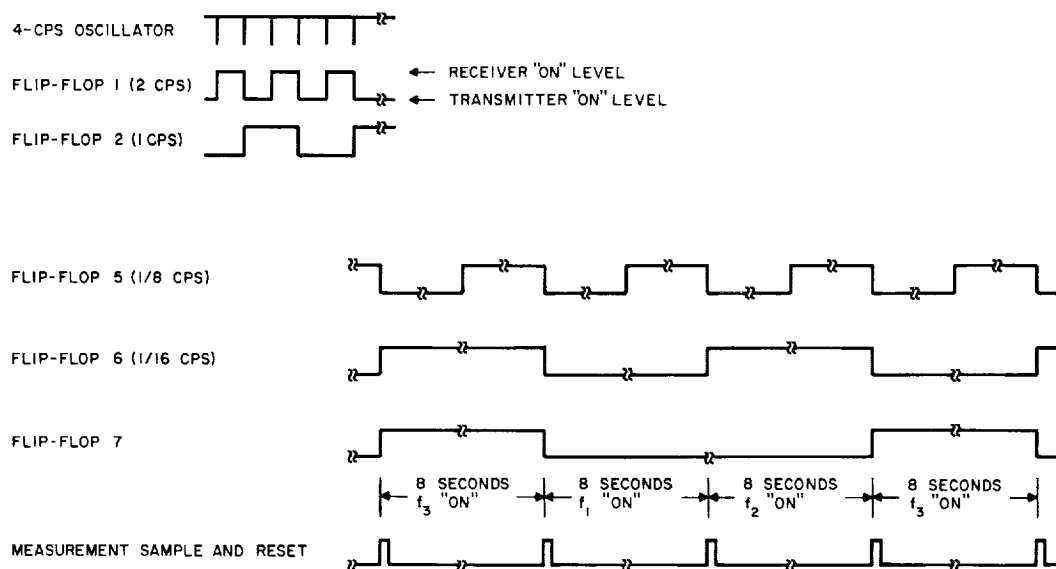 4-CPS OSCILLATOR
FLIP-FLOP 1 (2 CPS)
RECEIVER "ON" LEVEL
TRANSMITTER "ON" LEVEL
FLIP-FLOP 2 (1 CPS)
FLIP-FLOP 5 (1/8 CPS)
FLIP-FLOP 6 (1/16 CPS)
FLIP-FLOP 7
8 SECONDS f3 "ON"
8 SECONDS f1 "ON"
8 SECONDS f2 "ON"
8 SECONDS f3 "ON"
MEASUREMENT SAMPLE AND RESET